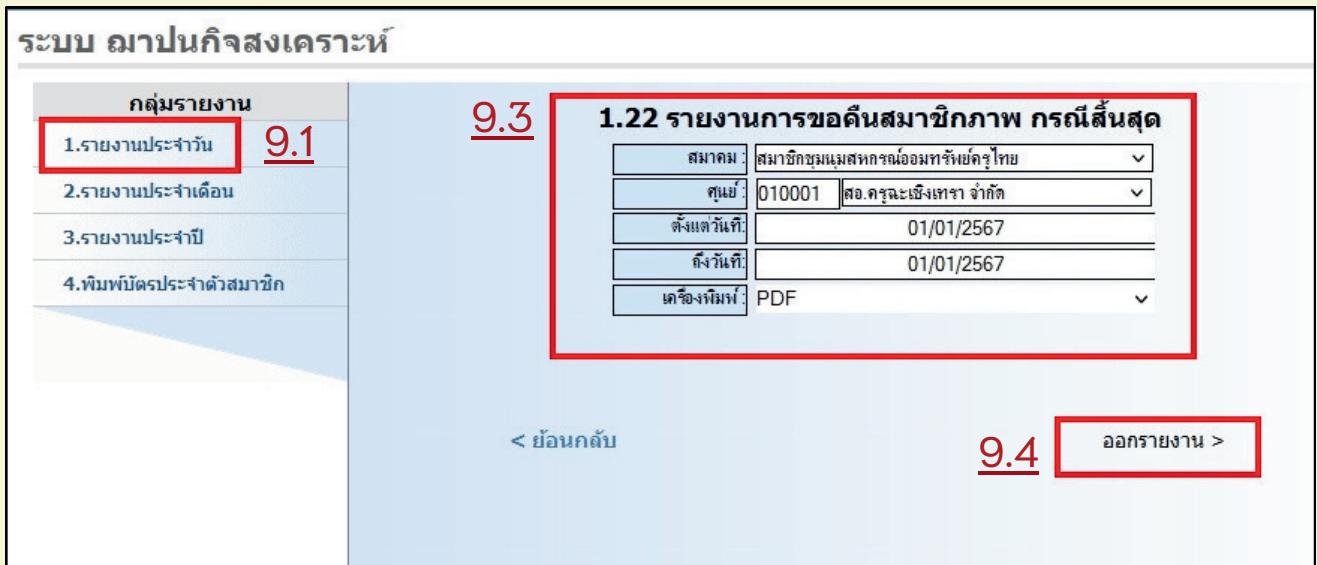 ระบบ ฌาปนกิจสงเคราะห์
กลุ่มรายงาน
1.รายงานประจำวัน
9.1
2.รายงานประจำเดือน
3.รายงานประจำปี
4.พิมพ์บัตรประจำตัวสมาชิก
9.3
1.22 รายงานการขอคืนสมาชิกภาพ กรณีสิ้นสุด
สมาคม : สมาชิกชุมนุมสหกรณ์ออมทรัพย์ครูไทย
ศูนย์ : 010001 สอ.ครูฉะเชิงเทรา จำกัด
ตั้งแต่วันที่: 01/01/2567
ถึงวันที่: 01/01/2567
เครื่องพิมพ์ : PDF
< ย้อนกลับ
9.4
ออกรายงาน >